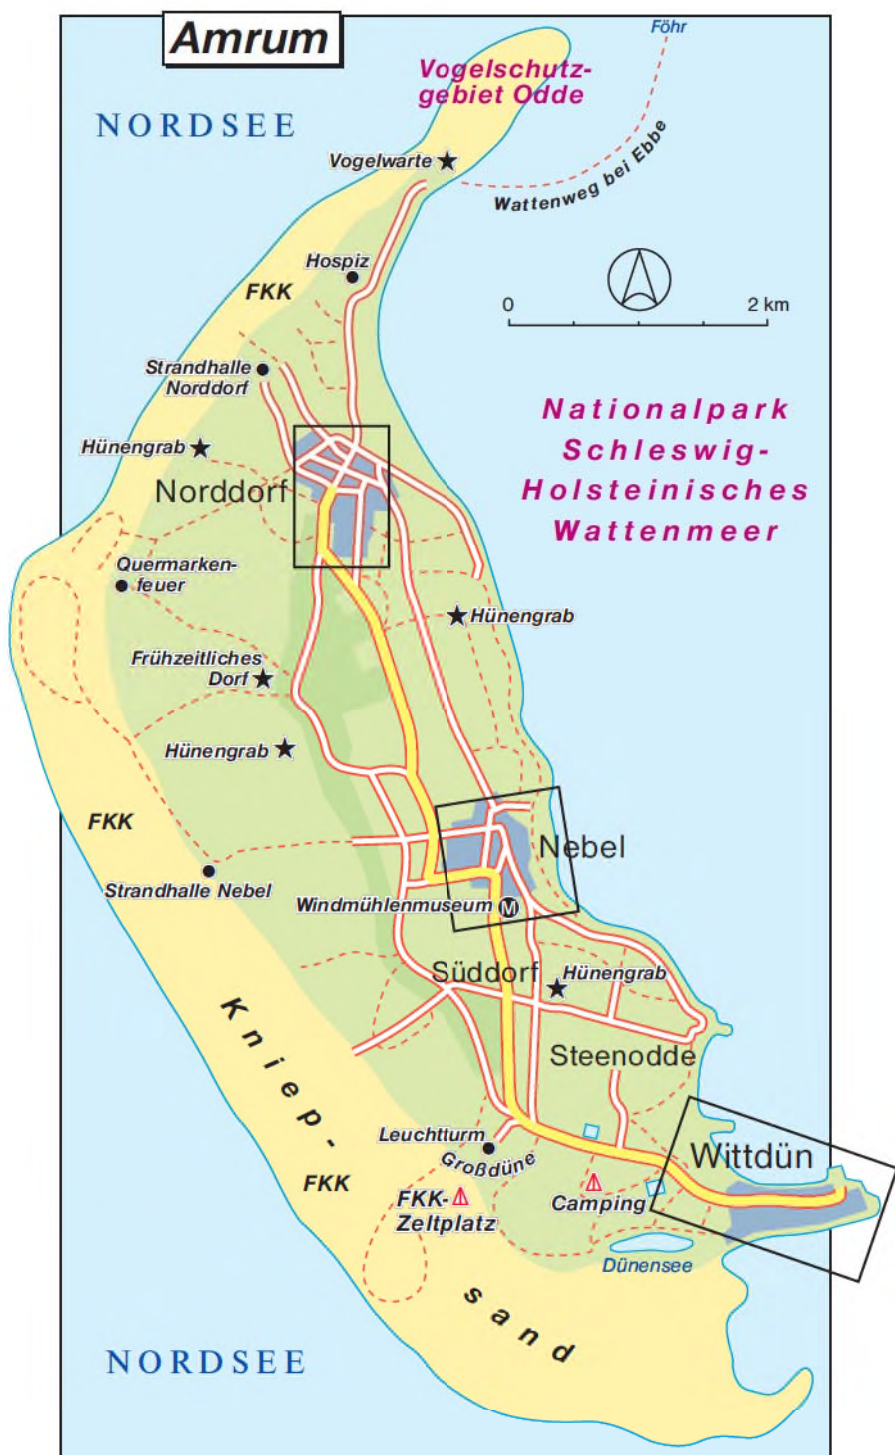 Amrum
Föhr
Vogelschutz-
gebiet Odde
NORDSEE
Vogelwarte
Wattenweg bei Ebbe
Hospiz
FKK
0 2 km
Strandhalle
Norddorf
Nationalpark
Schleswig-
Holsteinisches
Wattenmeer
Hünengrab
Norddorf
Quermarken-
feuer
Hünengrab
Frühzeitliches
Dorf
Hünengrab
FKK
Nebel
Strandhalle Nebel
Windmühlenmuseum M
Süddorf
Hünengrab
Kniep-
Steenodde
Leuchtturm
Großdüne
Wittdün
FKK
FKK-
Zeltplatz
Camping
Dünensee
sand
NORDSEE